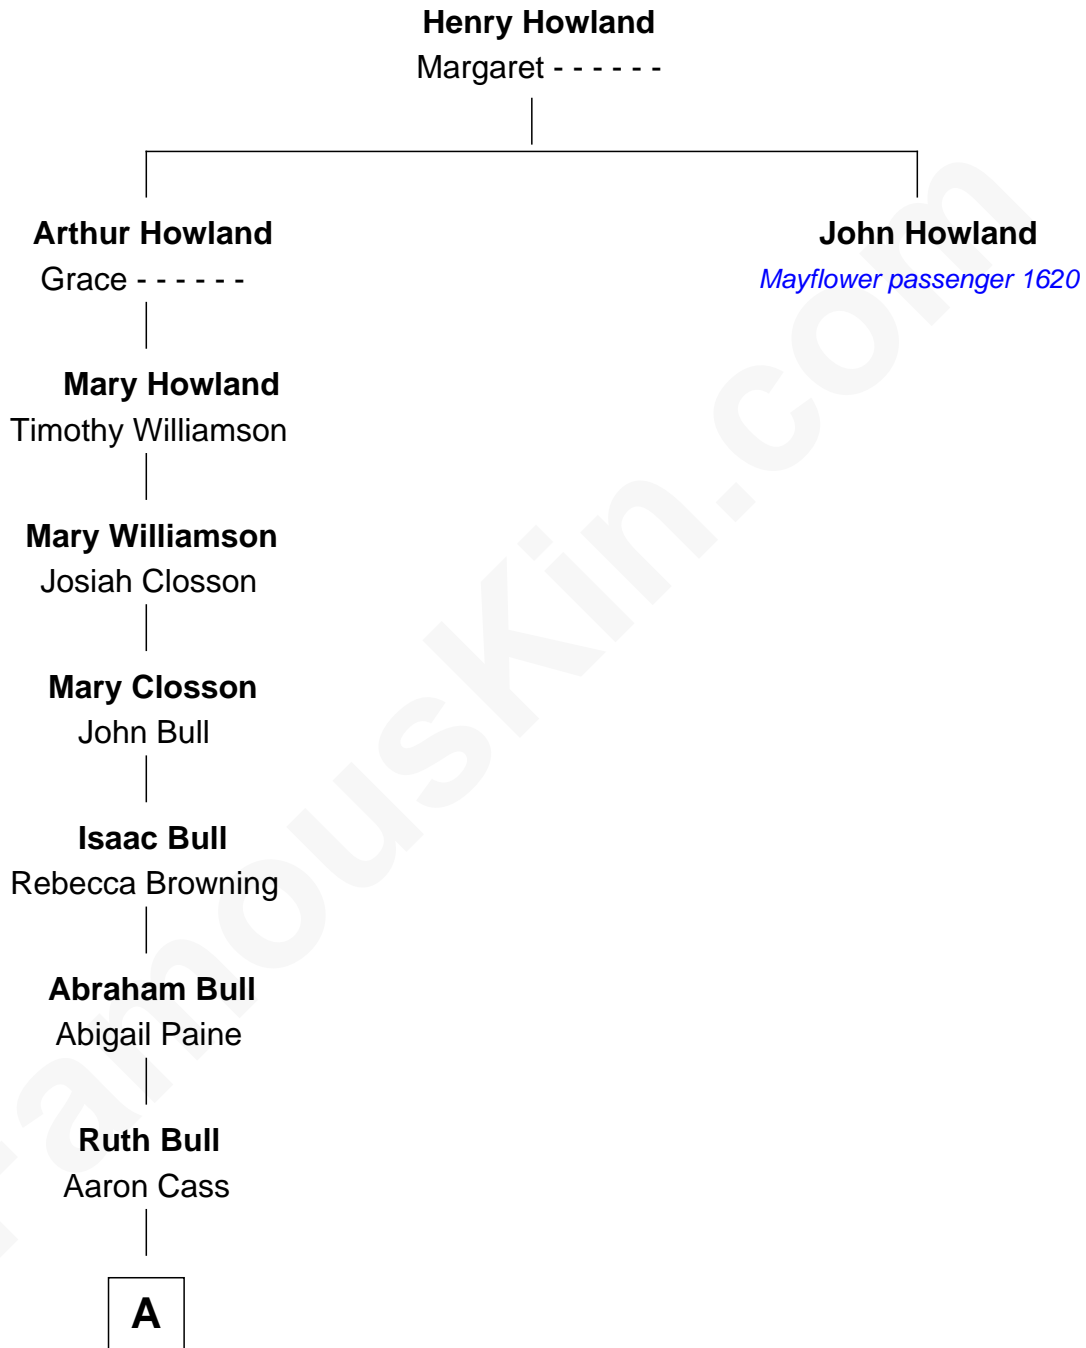 Henry Howland
Margaret - - - - - -
Arthur Howland
John Howland
Grace - - - - - -
Mayflower passenger 1620
Mary Howland
Timothy Williamson
Mary Williamson
Josiah Closson
Mary Closson
John Bull
Isaac Bull
Rebecca Browning
Abraham Bull
Abigail Paine
Ruth Bull
Aaron Cass
A
FamousKin.com